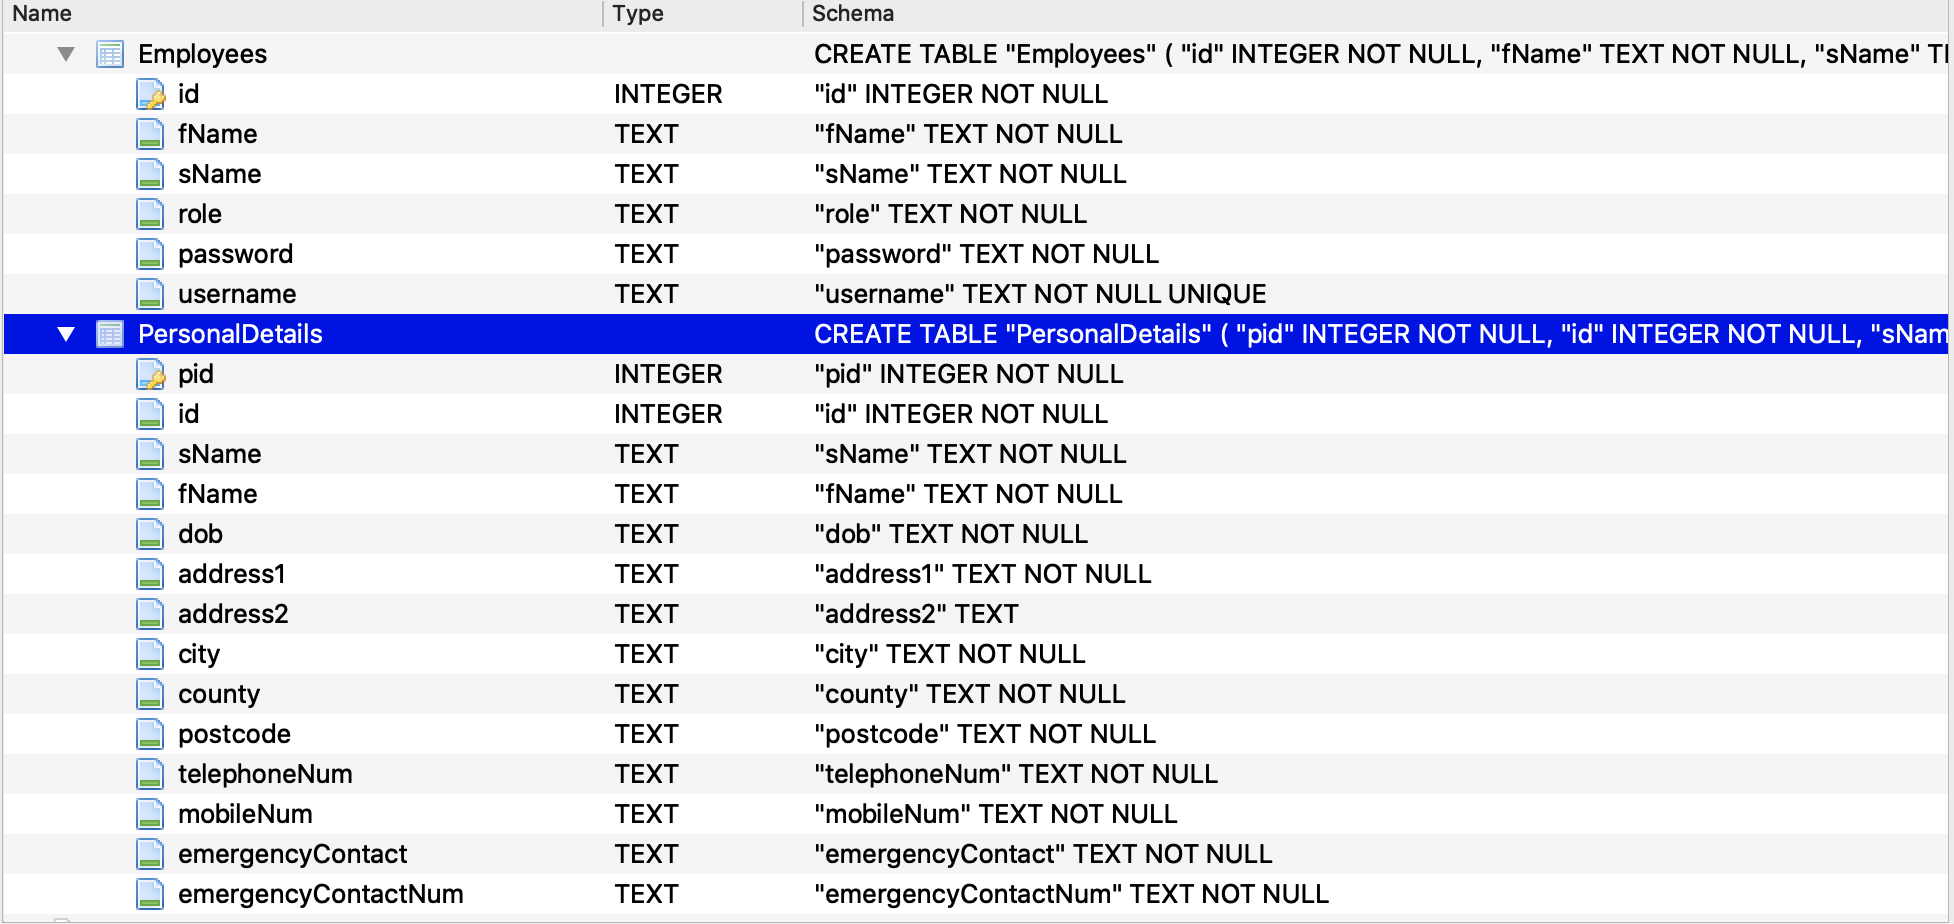 Name Type Schema
Employees CREATE TABLE "Employees" ( "id" INTEGER NOT NULL, "fName" TEXT NOT NULL, "sName"
id INTEGER "id" INTEGER NOT NULL
fName TEXT "fName" TEXT NOT NULL
sName TEXT "sName" TEXT NOT NULL
role TEXT "role" TEXT NOT NULL
password TEXT "password" TEXT NOT NULL
username TEXT "username" TEXT NOT NULL UNIQUE
PersonalDetails CREATE TABLE "PersonalDetails" ( "pid" INTEGER NOT NULL, "id" INTEGER NOT NULL, "sNam
pid INTEGER "pid" INTEGER NOT NULL
id INTEGER "id" INTEGER NOT NULL
sName TEXT "sName" TEXT NOT NULL
fName TEXT "fName" TEXT NOT NULL
dob TEXT "dob" TEXT NOT NULL
address1 TEXT "address1" TEXT NOT NULL
address2 TEXT "address2" TEXT
city TEXT "city" TEXT NOT NULL
county TEXT "county" TEXT NOT NULL
postcode TEXT "postcode" TEXT NOT NULL
telephoneNum TEXT "telephoneNum" TEXT NOT NULL
mobileNum TEXT "mobileNum" TEXT NOT NULL
emergencyContact TEXT "emergencyContact" TEXT NOT NULL
emergencyContactNum TEXT "emergencyContactNum" TEXT NOT NULL